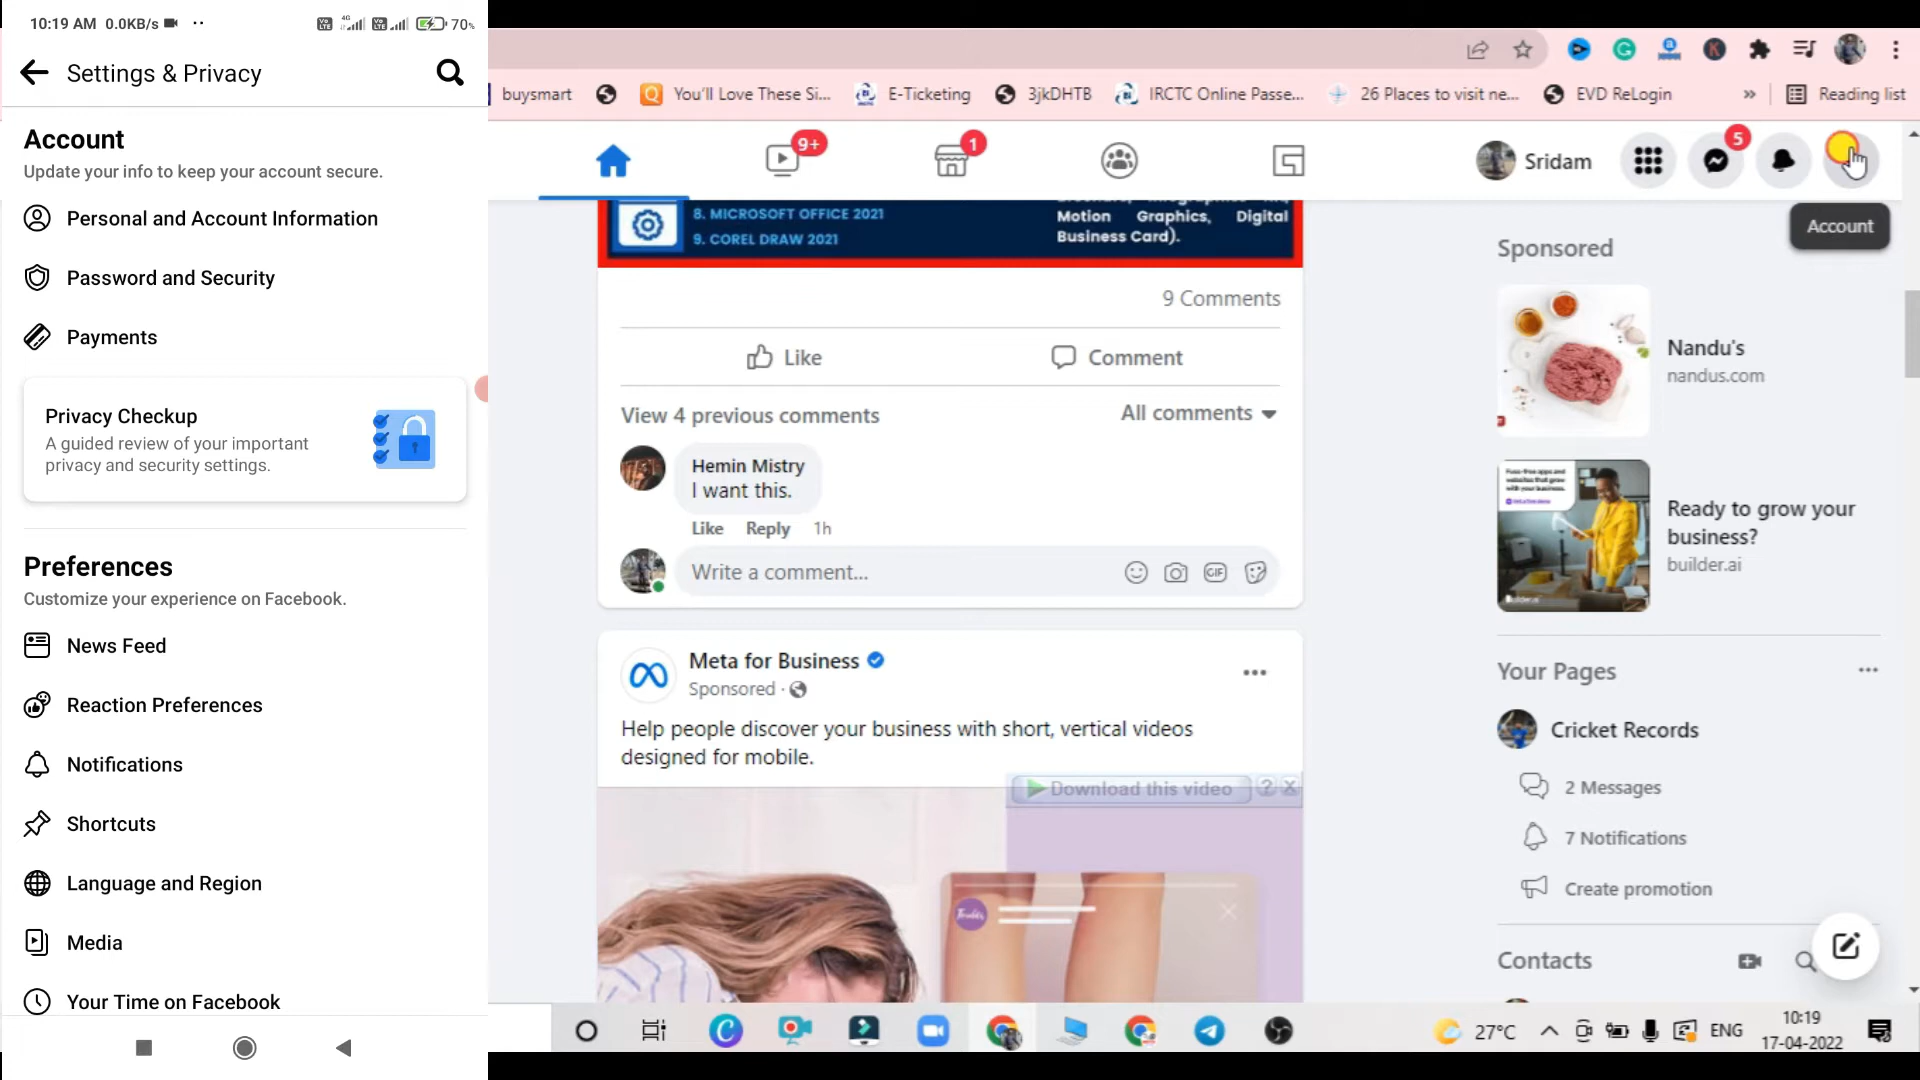 10:19 AM 0.0KB/s ··
4G
70%
Settings & Privacy
Account
Update your info to keep your account secure.
Personal and Account Information
Password and Security
Payments
Privacy Checkup
A guided review of your important
privacy and security settings.
Preferences
Customize your experience on Facebook.
News Feed
Reaction Preferences
Notifications
Shortcuts
Language and Region
Media
Your Time on Facebook
buysmart
You'll Love These Si...
E-Ticketing
3jkDHTB
IRCTC Online Passe...
26 Places to visit ne...
EVD ReLogin
»
Reading list
9+
1
Sridam
5
Account
8. MICROSOFT OFFICE 2021
9. COREL DRAW 2021
Motion Graphics, Digital
Business Card).
9 Comments
Like
Comment
View 4 previous comments
All comments
Hemin Mistry
I want this.
Like Reply 1h
Write a comment...
GIF
Meta for Business
Sponsored ·
Help people discover your business with short, vertical videos
designed for mobile.
Download this video
? X
Sponsored
Nandu's
nandus.com
Ready to grow your
business?
builder.ai
Your Pages
Cricket Records
2 Messages
7 Notifications
Create promotion
Contacts
27°C
ENG
10:19
17-04-2022